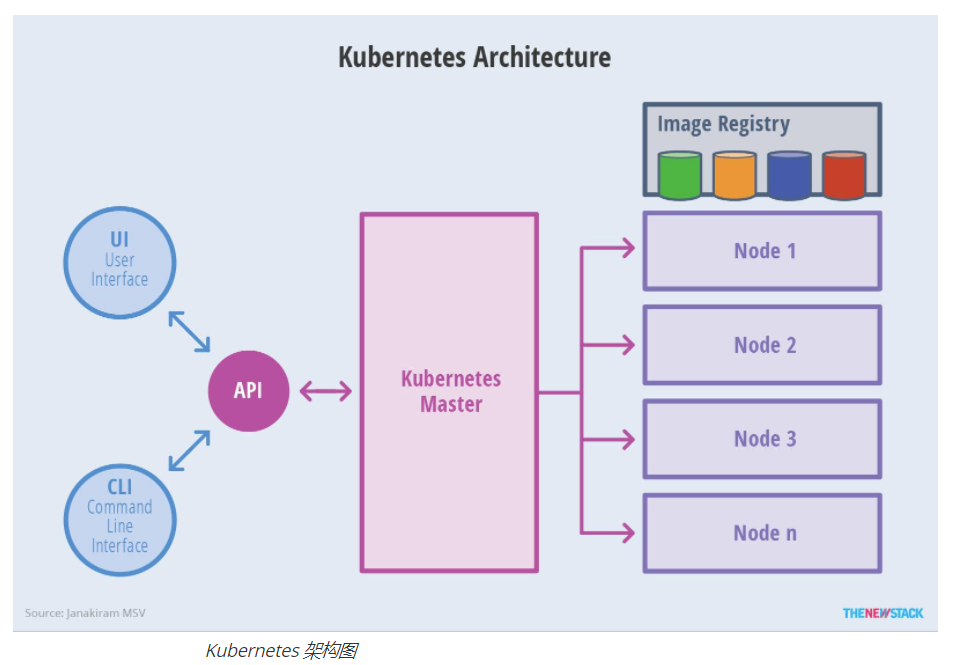 Kubernetes Architecture
Image Registry
UI
User
Interface
API
CLI
Command
Line
Interface
Kubernetes
Master
Node 1
Node 2
Node 3
Node n
Source: Janakiram MSV
THENEWSTACK
Kubernetes 架构图